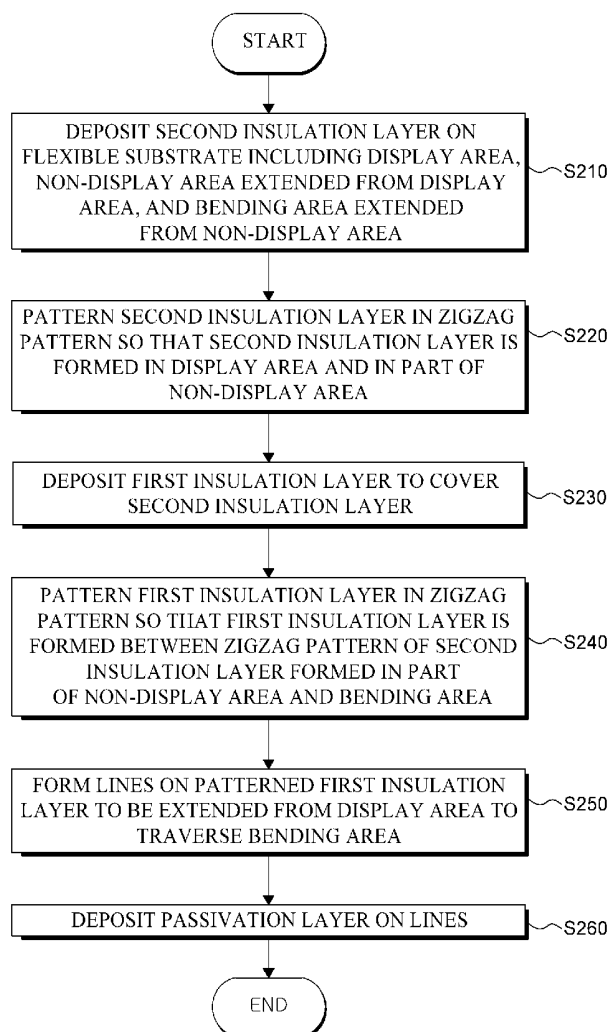 START
DEPOSIT SECOND INSULATION LAYER ON
FLEXIBLE SUBSTRATE INCLUDING DISPLAY AREA,
NON-DISPLAY AREA EXTENDED FROM DISPLAY
AREA, AND BENDING AREA EXTENDED
FROM NON-DISPLAY AREA
S210
PATTERN SECOND INSULATION LAYER IN ZIGZAG
PATTERN SO THAT SECOND INSULATION LAYER IS
FORMED IN DISPLAY AREA AND IN PART OF
NON-DISPLAY AREA
S220
DEPOSIT FIRST INSULATION LAYER TO COVER
SECOND INSULATION LAYER
S230
PATTERN FIRST INSULATION LAYER IN ZIGZAG
PATTERN SO THAT FIRST INSULATION LAYER IS
FORMED BETWEEN ZIGZAG PATTERN OF SECOND
INSULATION LAYER FORMED IN PART
OF NON-DISPLAY AREA AND BENDING AREA
S240
FORM LINES ON PATTERNED FIRST INSULATION
LAYER TO BE EXTENDED FROM DISPLAY AREA TO
TRAVERSE BENDING AREA
S250
DEPOSIT PASSIVATION LAYER ON LINES
S260
END